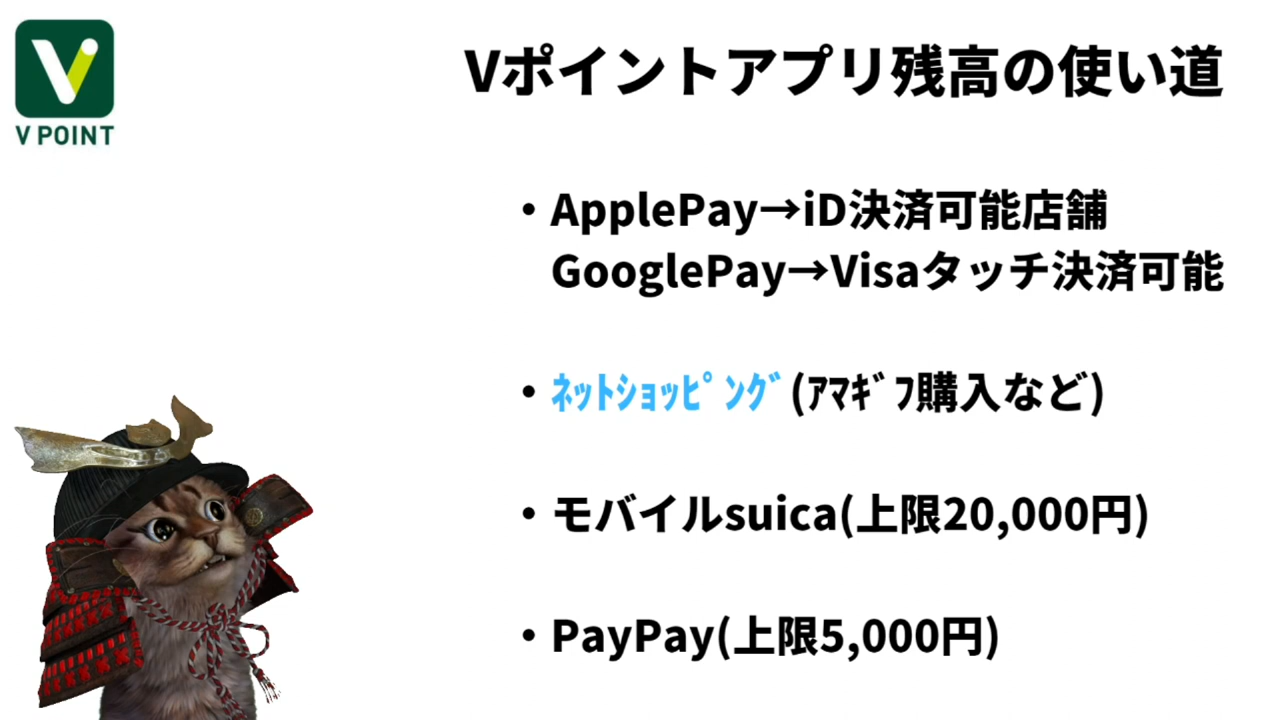 V POINT
Vポイントアプリ残高の使い道
・ApplePay→iD決済可能店舗
GooglePay→Visaタッチ決済可能
・ﾈｯﾄｼｮｯﾋﾟﾝｸﾞ(ｱﾏｷﾞﾌ購入など)
・モバイルsuica(上限20,000円)
・PayPay(上限5,000円)